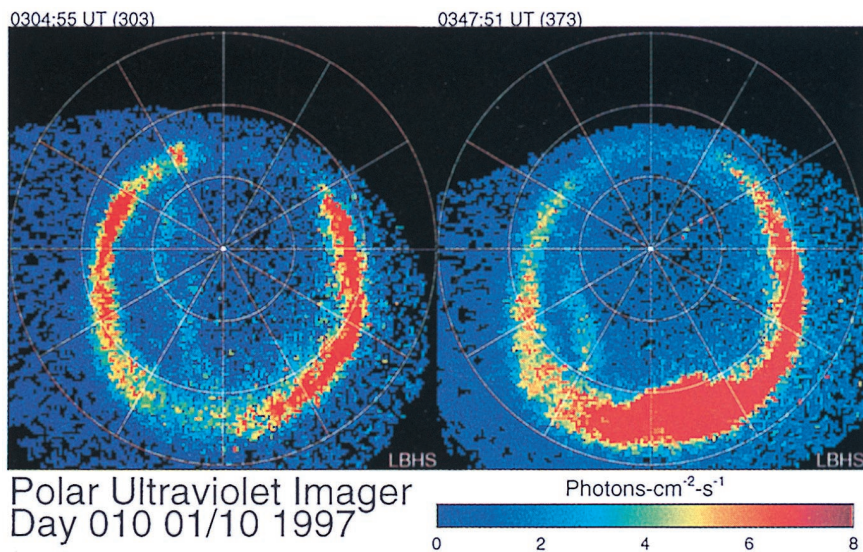 0304:55 UT (303)
0347:51 UT (373)
LBHS
LBHS
Polar Ultraviolet Imager
Day 010 01/10 1997
Photons-cm⁻²-s⁻¹
0 2 4 6 8